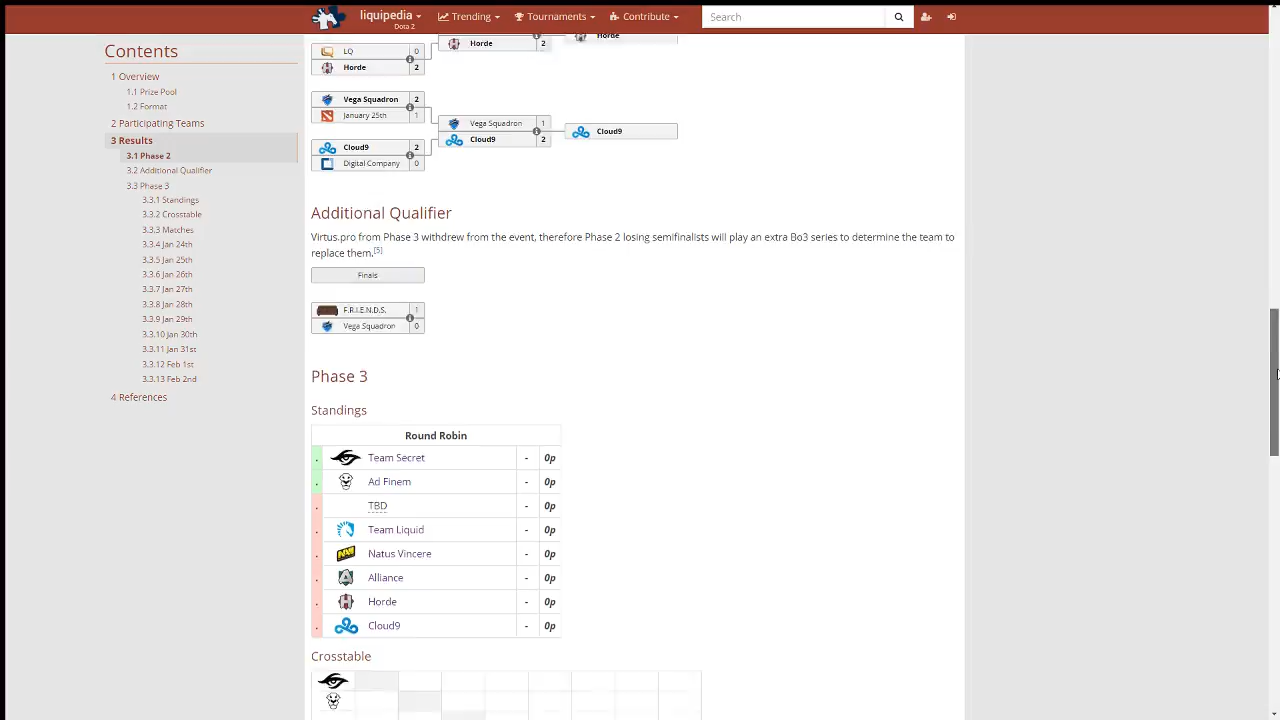 liquipedia
Dota 2
Trending
Tournaments
Contribute
Search
Contents
1 Overview
1.1 Prize Pool
1.2 Format
2 Participating Teams
3 Results
3.1 Phase 2
3.2 Additional Qualifier
3.3 Phase 3
3.3.1 Standings
3.3.2 Crosstable
3.3.3 Matches
3.3.4 Jan 24th
3.3.5 Jan 25th
3.3.6 Jan 26th
3.3.7 Jan 27th
3.3.8 Jan 28th
3.3.9 Jan 29th
3.3.10 Jan 30th
3.3.11 Jan 31st
3.3.12 Feb 1st
3.3.13 Feb 2nd
4 References
LQ 0
Horde 2
Horde 2
Horde
Vega Squadron 2
January 25th 1
Cloud9 2
Digital Company 0
Vega Squadron 1
Cloud9 2
Cloud9
Additional Qualifier
Virtus.pro from Phase 3 withdrew from the event, therefore Phase 2 losing semifinalists will play an extra Bo3 series to determine the team to
replace them.[5]
Finals
F.R.I.E.N.D.S. 1
Vega Squadron 0
Phase 3
Standings
Round Robin
. Team Secret - 0p
. Ad Finem - 0p
. TBD - 0p
. Team Liquid - 0p
. Natus Vincere - 0p
. Alliance - 0p
. Horde - 0p
. Cloud9 - 0p
Crosstable